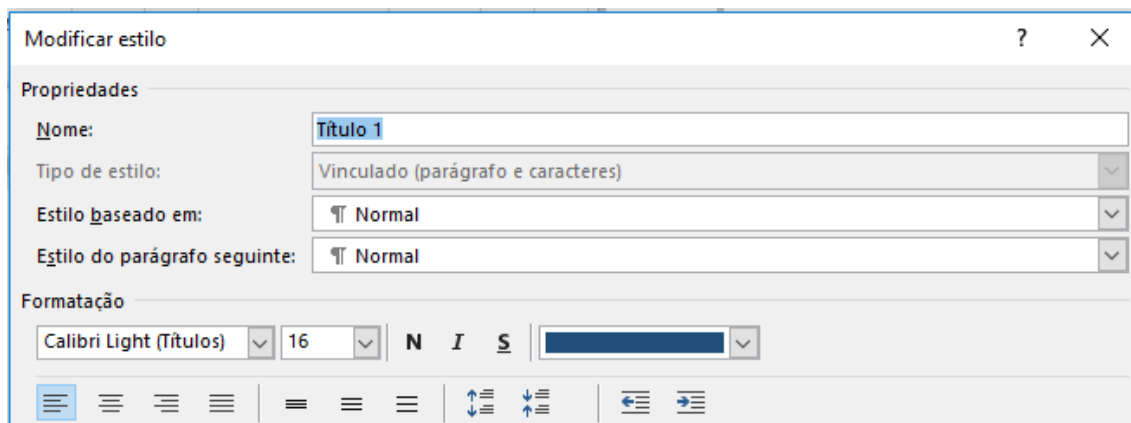 Modificar estilo ?
Propriedades
Nome: Título 1
Tipo de estilo: Vinculado (parágrafo e caracteres)
Estilo baseado em: ¶ Normal
Estilo do parágrafo seguinte: ¶ Normal
Formatação
Calibri Light (Títulos) 16 N I S